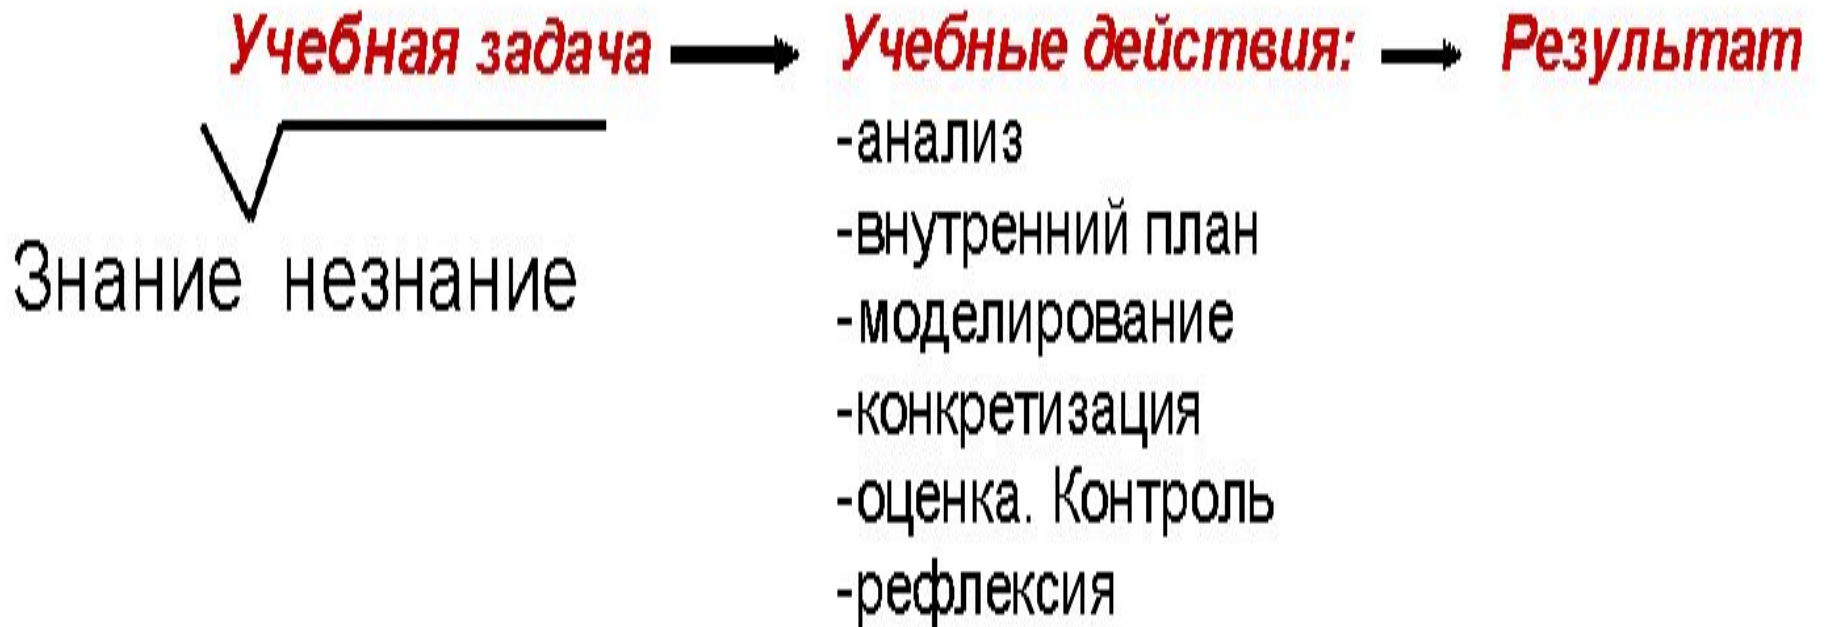 Учебная задача Учебные действия: Результат
-анализ
-внутренний план
Знание незнание
-моделирование
-конкретизация
-оценка. Контроль
-рефлексия